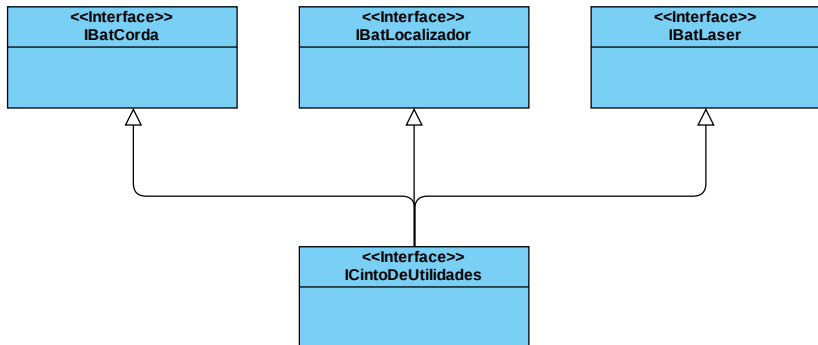 <<Interface>>
IBatCorda
<<Interface>>
IBatLocalizador
<<Interface>>
IBatLaser
<<Interface>>
ICintoDeUtilidades